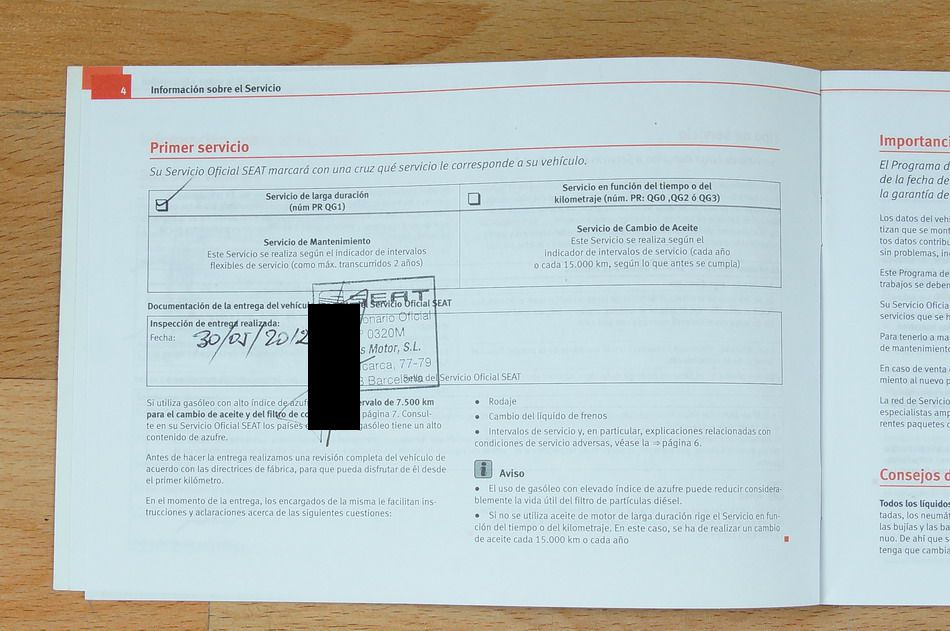 4 Información sobre el Servicio
Primer servicio
Su Servicio Oficial SEAT marcará con una cruz qué servicio le corresponde a su vehículo.
Servicio de larga duración
(núm PR QG1)
Servicio en función del tiempo o del
kilometraje (núm. PR: QG0 ,QG2 ó QG3)
Servicio de Mantenimiento
Este Servicio se realiza según el indicador de intervalos
flexibles de servicio (como máx. transcurridos 2 años)
Servicio de Cambio de Aceite
Este Servicio se realiza según el
indicador de intervalos de servicio (cada año
o cada 15.000 km, según lo que antes se cumpla)
Documentación de la entrega del Servicio Oficial SEAT
Inspección de entrega realizada:
Fecha: 30/05/2012
SEAT
Oficial
0320M
Motor, S.L.
77-79
Barcelona
Sello del Servicio Oficial SEAT
Si utiliza gasóleo con alto índice de de 7.500 km
para el cambio de aceite y del filtro de página 7. Consul-
te en su Servicio Oficial SEAT los países gasóleo tiene un alto
contenido de azufre.
Antes de hacer la entrega realizamos una revisión completa del vehículo de
acuerdo con las directrices de fábrica, para que pueda disfrutar de él desde
el primer kilómetro.
En el momento de la entrega, los encargados de la misma le facilitan ins-
trucciones y aclaraciones acerca de las siguientes cuestiones:
• Rodaje
• Cambio del líquido de frenos
• Intervalos de servicio y, en particular, explicaciones relacionadas con
condiciones de servicio adversas, véase la ⇒ página 6.
i Aviso
• El uso de gasóleo con elevado índice de azufre puede reducir considera-
blemente la vida útil del filtro de partículas diésel.
• Si no se utiliza aceite de motor de larga duración rige el Servicio en fun-
ción del tiempo o del kilometraje. En este caso, se ha de realizar un cambio
de aceite cada 15.000 km o cada año
Importanci
El Programa d
de la fecha de
la garantía de
Los datos del vehí
tizan que se mont
tos datos contribu
sin problemas, in
Este Programa de
trabajos se deben
Su Servicio Oficia
servicios que se h
Para tenerlo a ma
de mantenimiento
En caso de venta
miento al nuevo p
La red de Servicio
especialistas amp
rentes paquetes d
Consejos d
Todos los líquidos
tadas, los neumát
las bujías y las ba
nuo. De ahí que s
tenga que cambia